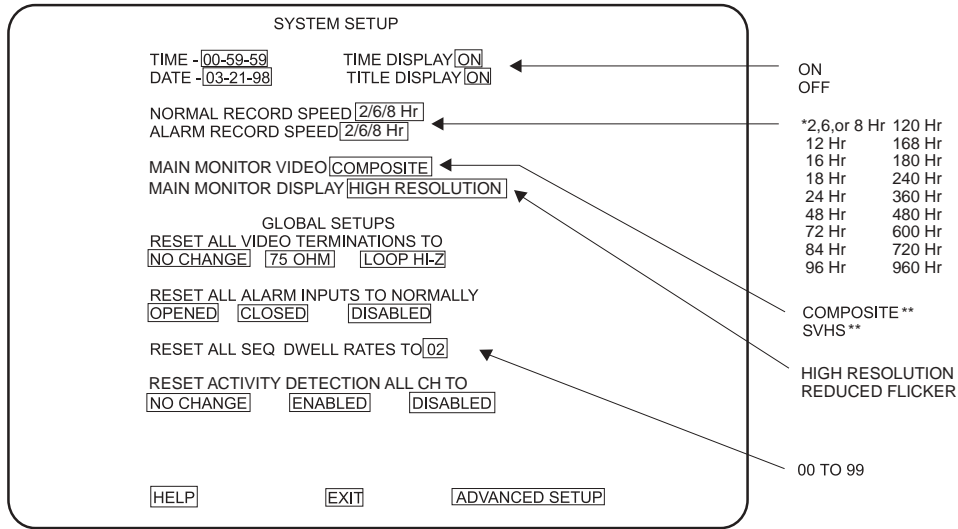 SYSTEM SETUP
TIME - 00-59-59 TIME DISPLAY ON
DATE - 03-21-98 TITLE DISPLAY ON
NORMAL RECORD SPEED 2/6/8 Hr
ALARM RECORD SPEED 2/6/8 Hr
MAIN MONITOR VIDEO COMPOSITE
MAIN MONITOR DISPLAY HIGH RESOLUTION
GLOBAL SETUPS
RESET ALL VIDEO TERMINATIONS TO
NO CHANGE 75 OHM LOOP HI-Z
RESET ALL ALARM INPUTS TO NORMALLY
OPENED CLOSED DISABLED
RESET ALL SEQ DWELL RATES TO 02
RESET ACTIVITY DETECTION ALL CH TO
NO CHANGE ENABLED DISABLED
HELP EXIT ADVANCED SETUP
ON
OFF
*2,6,or 8 Hr 120 Hr
12 Hr 168 Hr
16 Hr 180 Hr
18 Hr 240 Hr
24 Hr 360 Hr
48 Hr 480 Hr
72 Hr 600 Hr
84 Hr 720 Hr
96 Hr 960 Hr
COMPOSITE **
SVHS **
HIGH RESOLUTION
REDUCED FLICKER
00 TO 99